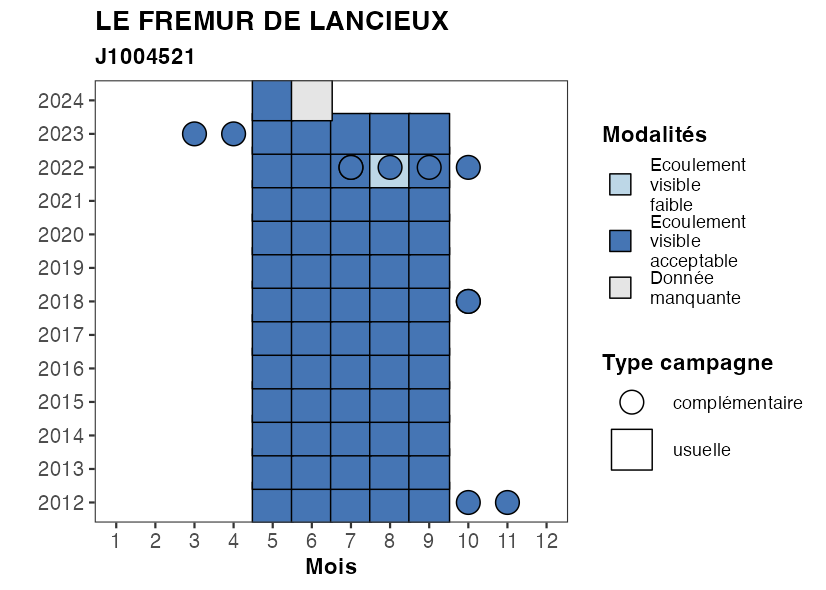 LE FREMUR DE LANCIEUX
J1004521
2024
2023
2022
2021
2020
2019
2018
2017
2016
2015
2014
2013
2012
1 2 3 4 5 6 7 8 9 10 11 12
Mois
Modalités
Ecoulement
visible
faible
Ecoulement
visible
acceptable
Donnée
manquante
Type campagne
complémentaire
usuelle